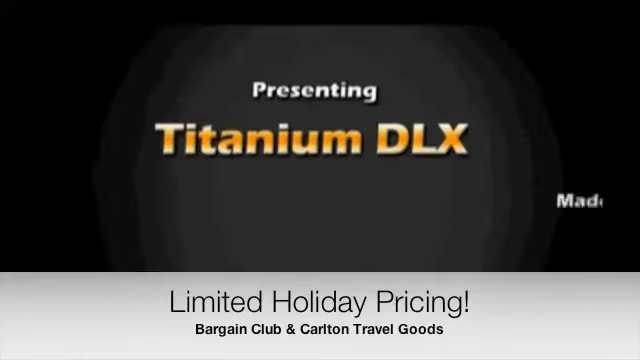 Presenting
Titanium DLX
Limited Holiday Pricing!
Bargain Club & Carlton Travel Goods